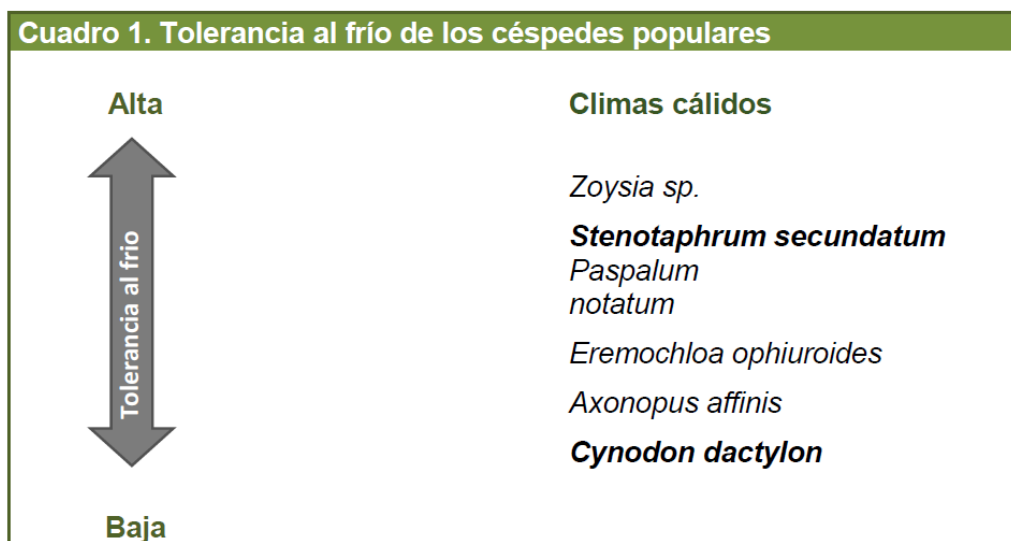 Cuadro 1. Tolerancia al frío de los céspedes populares
Alta
Climas cálidos
Tolerancia al frio
Zoysia sp.
Stenotaphrum secundatum
Paspalum
notatum
Eremochloa ophiuroides
Axonopus affinis
Cynodon dactylon
Baja